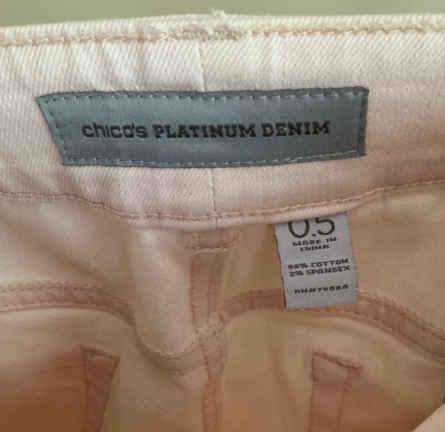 chico's PLATINUM DENIM
0.5
MADE IN
CHINA
98% COTTON
2% SPANDEX